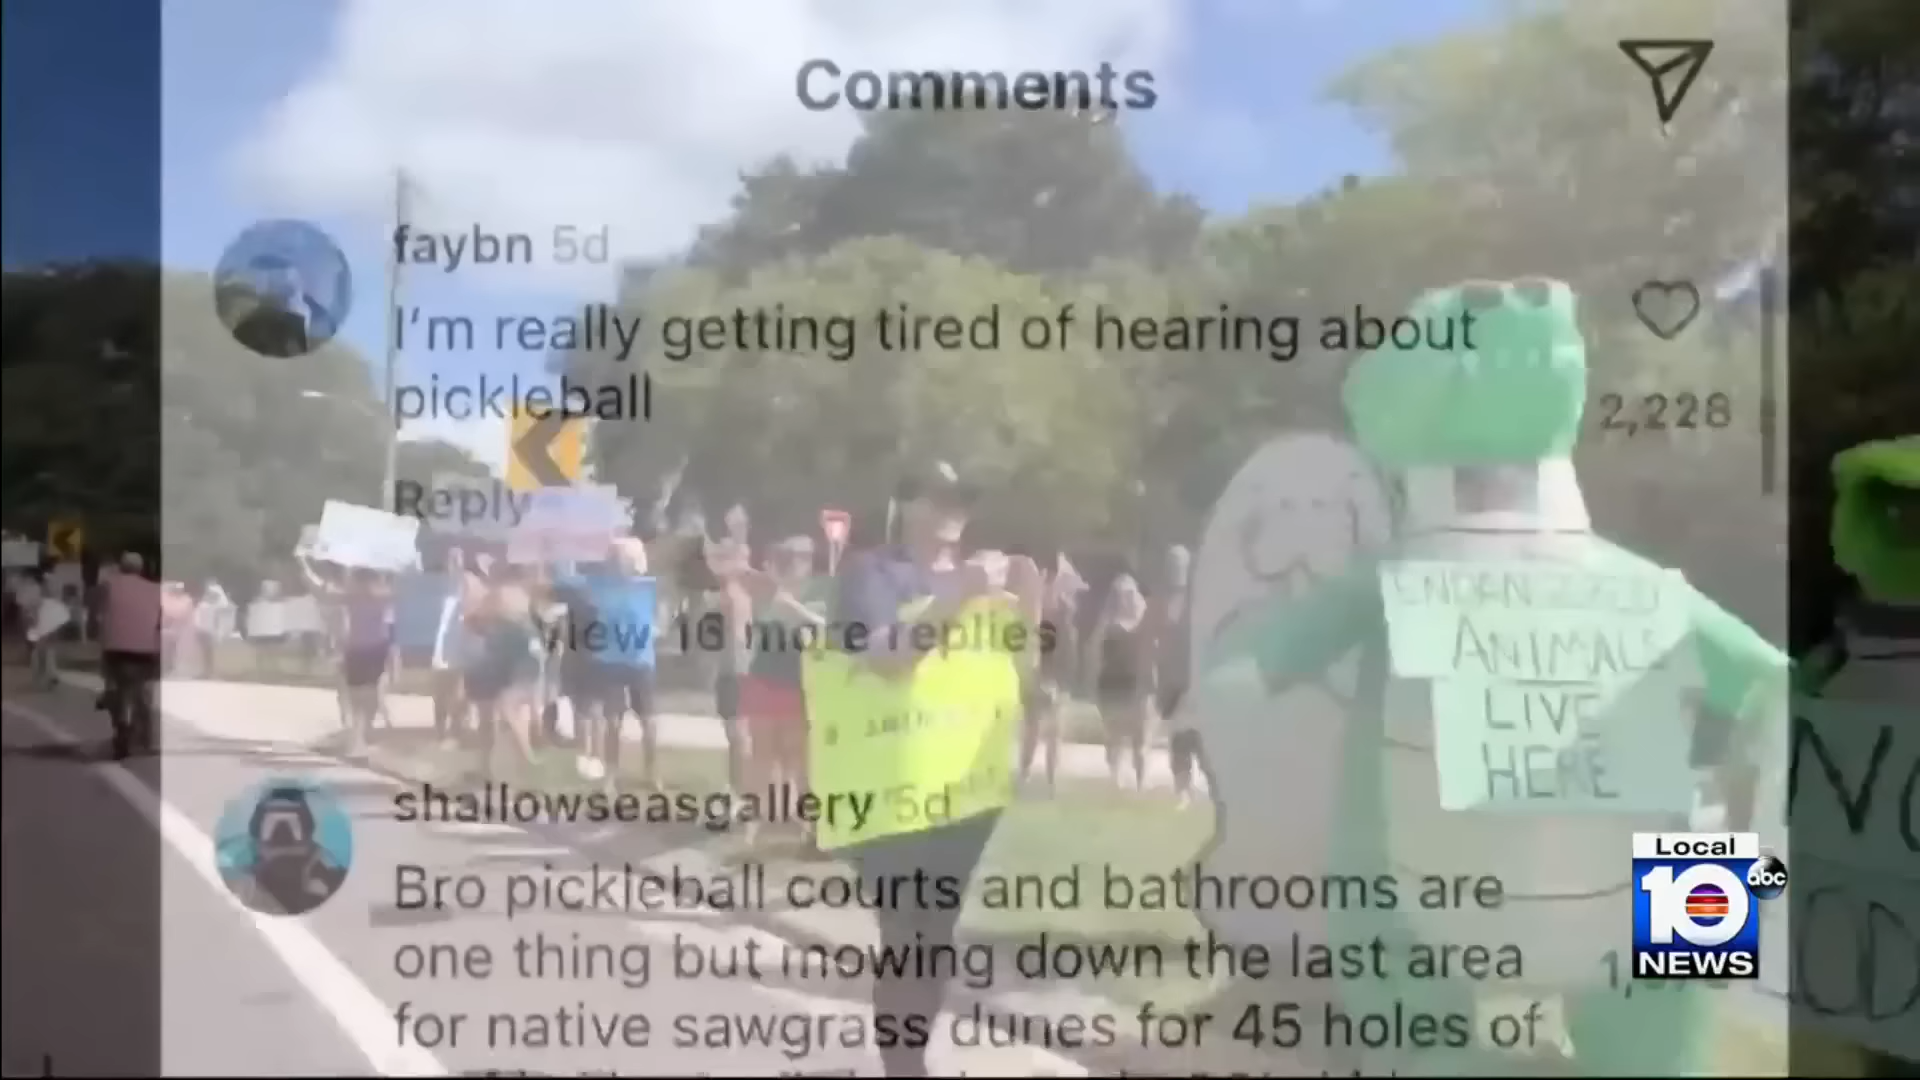 Comments
faybn 5d
I'm really getting tired of hearing about
pickleball
2,228
Reply
View 16 more replies
ENDANGERED
ANIMALS
LIVE
HERE
shallowseasgallery 5d
Bro pickleball courts and bathrooms are
one thing but mowing down the last area
for native sawgrass dunes for 45 holes of
Local
10
abc
NEWS